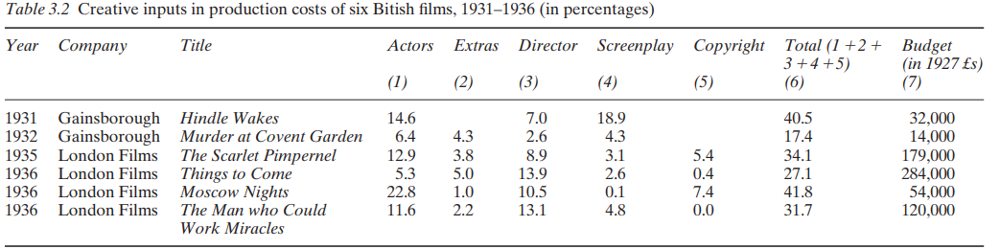 Table 3.2 Creative inputs in production costs of six Bitish films, 1931–1936 (in percentages)
Year Company Title Actors Extras Director Screenplay Copyright Total (1 +2 + Budget
3 +4 +5) (in 1927 £s)
(1) (2) (3) (4) (5) (6) (7)
1931 Gainsborough Hindle Wakes 14.6 7.0 18.9 40.5 32,000
1932 Gainsborough Murder at Covent Garden 6.4 4.3 2.6 4.3 17.4 14,000
1935 London Films The Scarlet Pimpernel 12.9 3.8 8.9 3.1 5.4 34.1 179,000
1936 London Films Things to Come 5.3 5.0 13.9 2.6 0.4 27.1 284,000
1936 London Films Moscow Nights 22.8 1.0 10.5 0.1 7.4 41.8 54,000
1936 London Films The Man who Could 11.6 2.2 13.1 4.8 0.0 31.7 120,000
Work Miracles